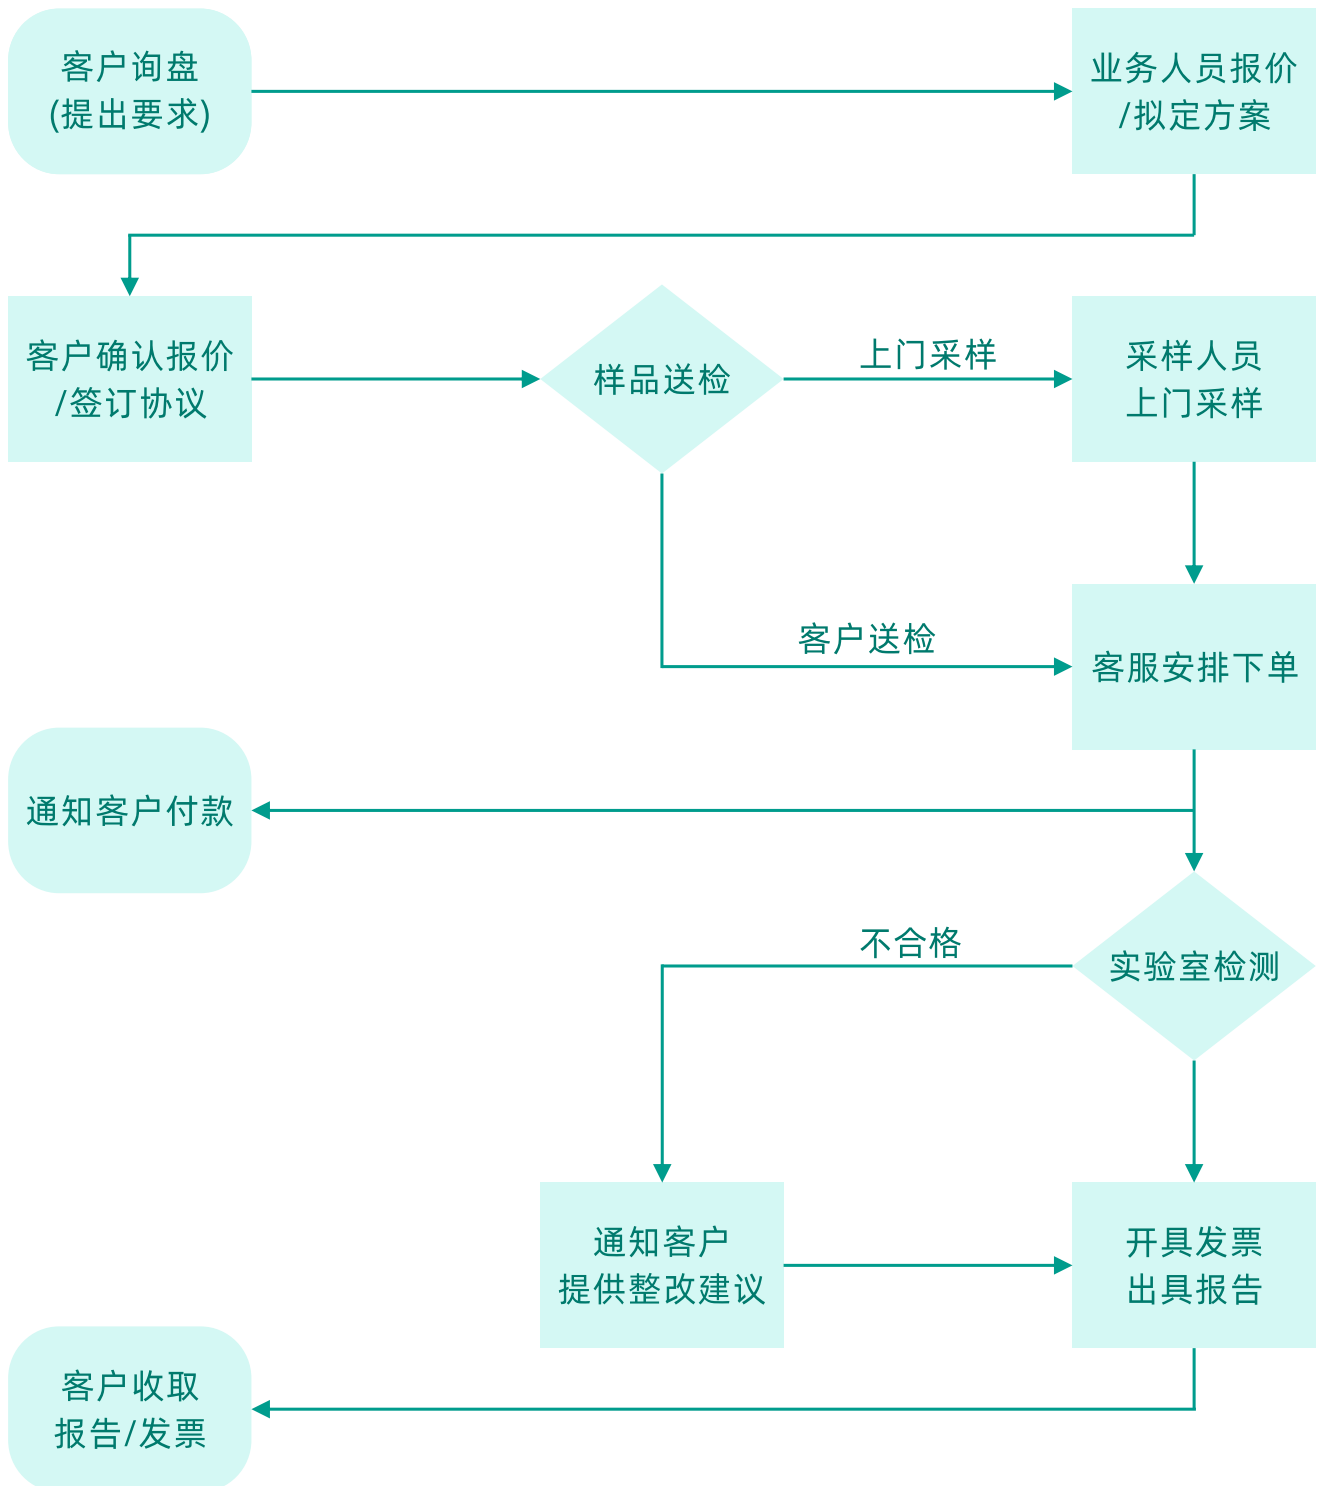 客户询盘
(提出要求)
业务人员报价
/拟定方案
客户确认报价
/签订协议
样品送检
上门采样
采样人员
上门采样
客户送检
客服安排下单
通知客户付款
不合格
实验室检测
通知客户
提供整改建议
开具发票
出具报告
客户收取
报告/发票